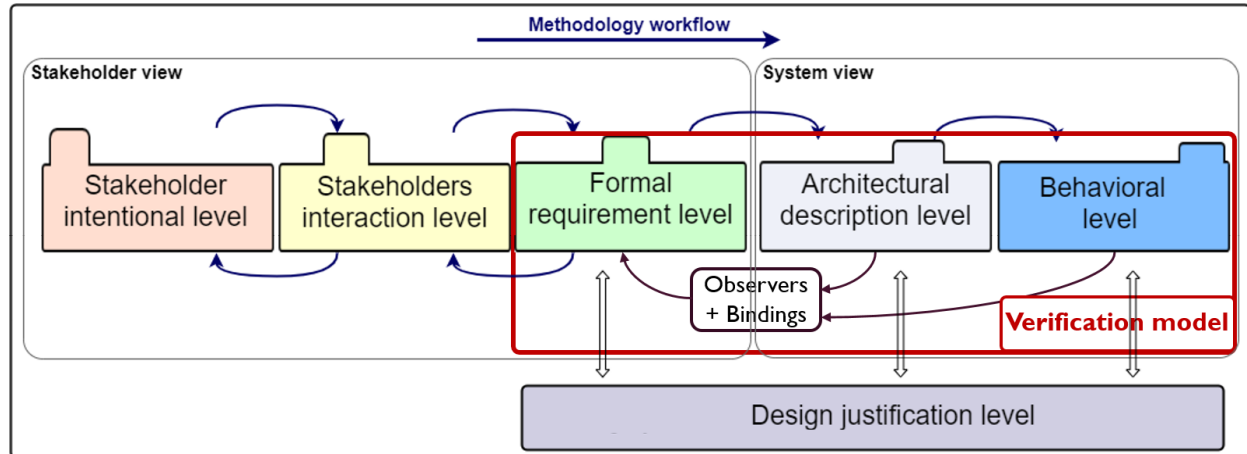 Methodology workflow
Stakeholder view
System view
Stakeholder
intentional level
Stakeholders
interaction level
Formal
requirement level
Architectural
description level
Behavioral
level
Observers
+ Bindings
Verification model
Design justification level